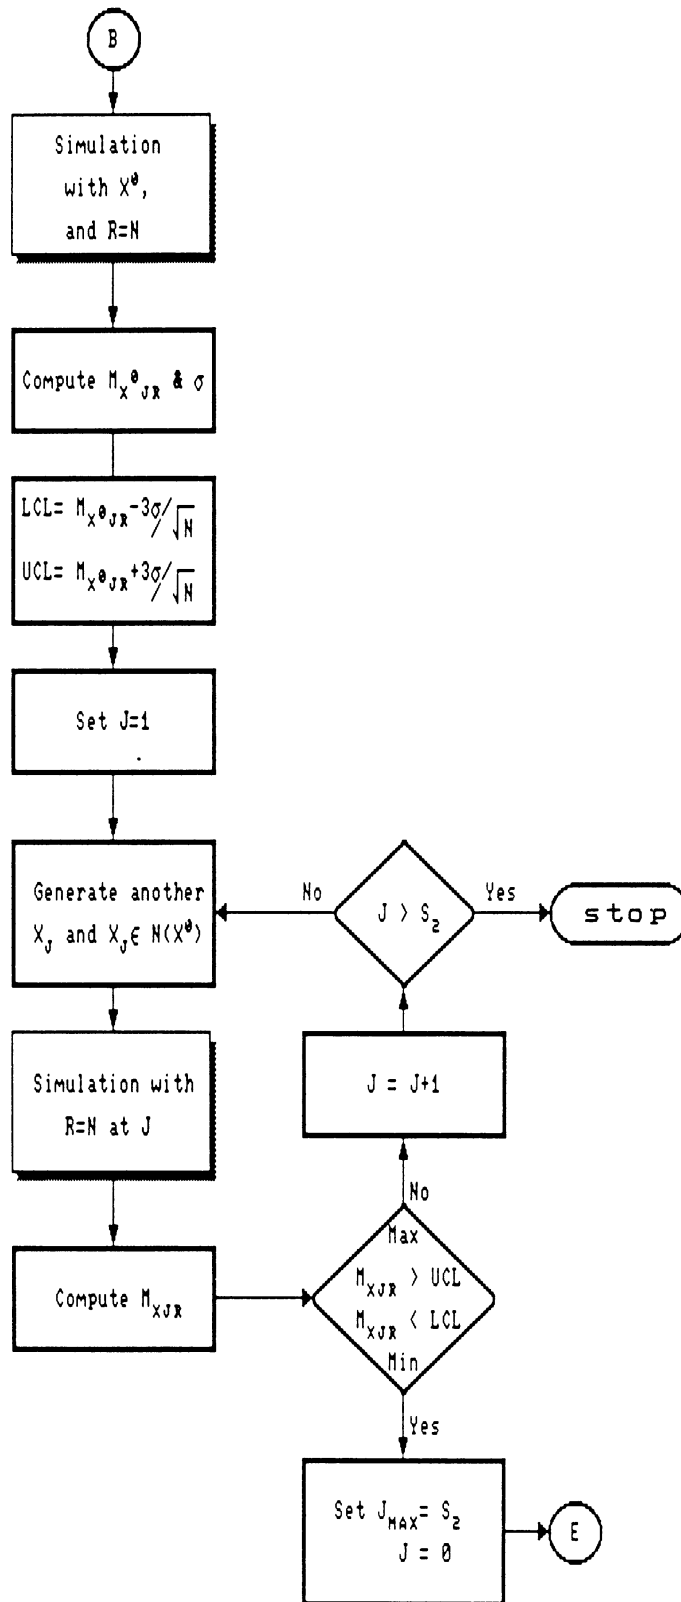 B
Simulation
with X⁰,
and R=N
Compute M_X⁰_JR & σ
LCL= M_X⁰_JR-3σ/√N
UCL= M_X⁰_JR+3σ/√N
Set J=1
Generate another
X_J and X_J∈ N(X⁰)
No
J > S₂
Yes
stop
Simulation with
R=N at J
J = J+1
No
Compute M_XJR
Max
M_XJR > UCL
M_XJR < LCL
Min
Yes
Set J_MAX= S₂
J = 0
E